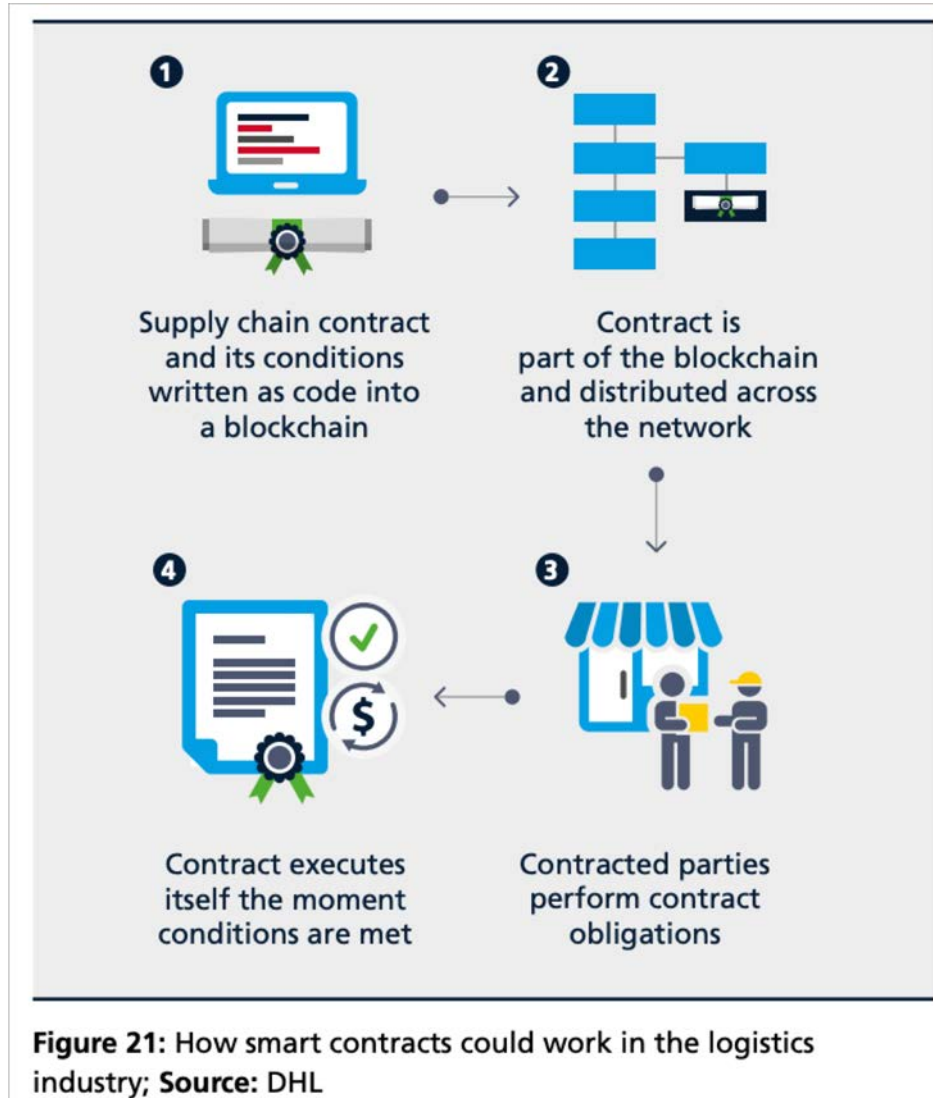 1
Supply chain contract
and its conditions
written as code into
a blockchain
2
Contract is
part of the blockchain
and distributed across
the network
3
Contracted parties
perform contract
obligations
4
$
Contract executes
itself the moment
conditions are met
Figure 21: How smart contracts could work in the logistics
industry; Source: DHL